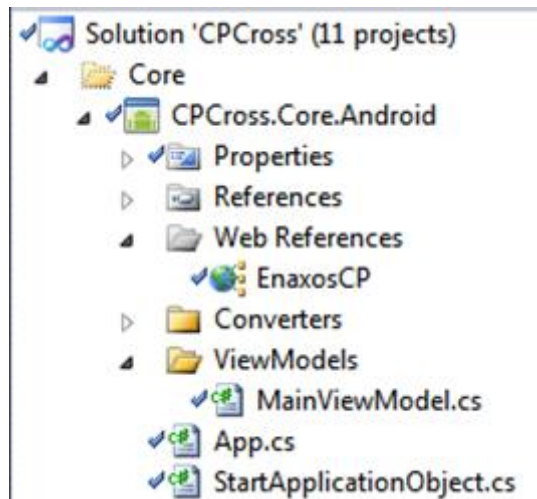 Solution 'CPCross' (11 projects)
Core
CPCross.Core.Android
Properties
References
Web References
EnaxosCP
Converters
ViewModels
C# MainViewModel.cs
C# App.cs
C# StartApplicationObject.cs